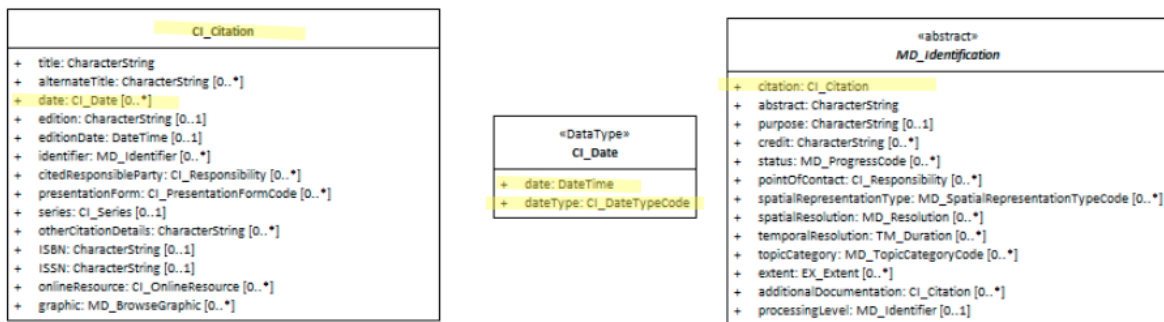 CI_Citation
+ title: CharacterString
+ alternateTitle: CharacterString [0..*]
+ date: CI_Date [0..*]
+ edition: CharacterString [0..1]
+ editionDate: DateTime [0..1]
+ identifier: MD_Identifier [0..*]
+ citedResponsibleParty: CI_Responsibility [0..*]
+ presentationForm: CI_PresentationFormCode [0..*]
+ series: CI_Series [0..1]
+ otherCitationDetails: CharacterString [0..*]
+ ISBN: CharacterString [0..1]
+ ISSN: CharacterString [0..1]
+ onlineResource: CI_OnlineResource [0..*]
+ graphic: MD_BrowseGraphic [0..*]
«DataType»
CI_Date
+ date: DateTime
+ dateType: CI_DateTypeCode
«abstract»
MD_Identification
+ citation: CI_Citation
+ abstract: CharacterString
+ purpose: CharacterString [0..1]
+ credit: CharacterString [0..*]
+ status: MD_ProgressCode [0..*]
+ pointOfContact: CI_Responsibility [0..*]
+ spatialRepresentationType: MD_SpatialRepresentationTypeCode [0..*]
+ spatialResolution: MD_Resolution [0..*]
+ temporalResolution: TM_Duration [0..*]
+ topicCategory: MD_TopicCategoryCode [0..*]
+ extent: EX_Extent [0..*]
+ additionalDocumentation: CI_Citation [0..*]
+ processingLevel: MD_Identifier [0..1]